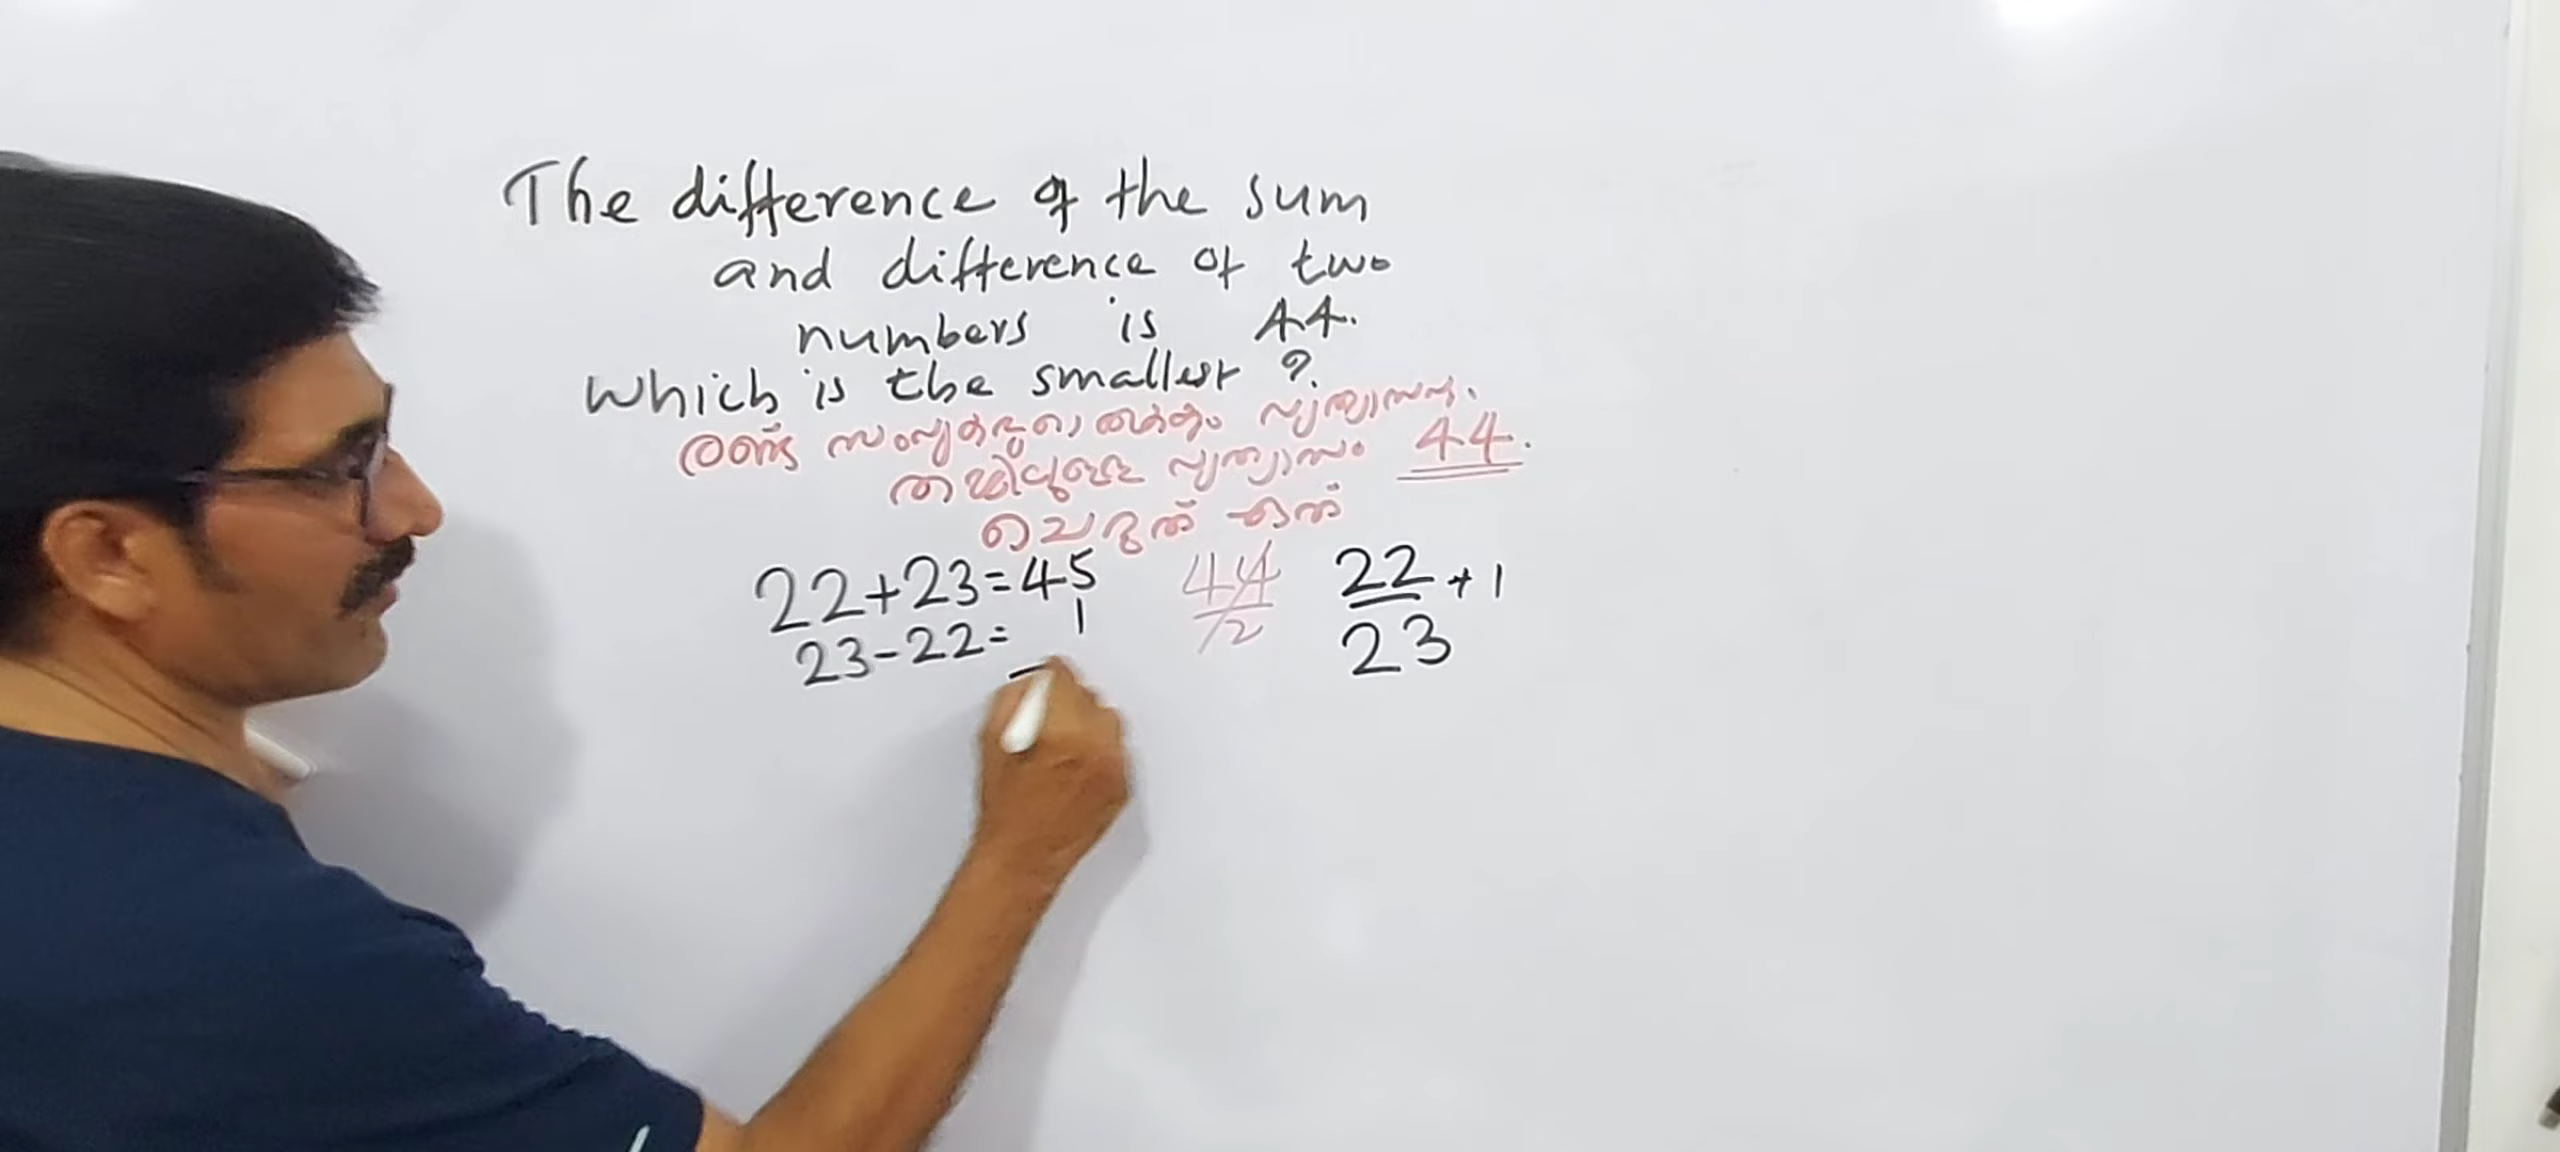 The difference of the sum
and difference of two
numbers is 44.
Which is the smallest ?
രണ്ടു സംഖ്യകളുടെ തുകയും വ്യത്യാസവും
തമ്മിലുള്ള വ്യത്യാസം 44.
ചെറുത് ഏത്
22+23=45
23-22= 1
44/2
22 + 1
23